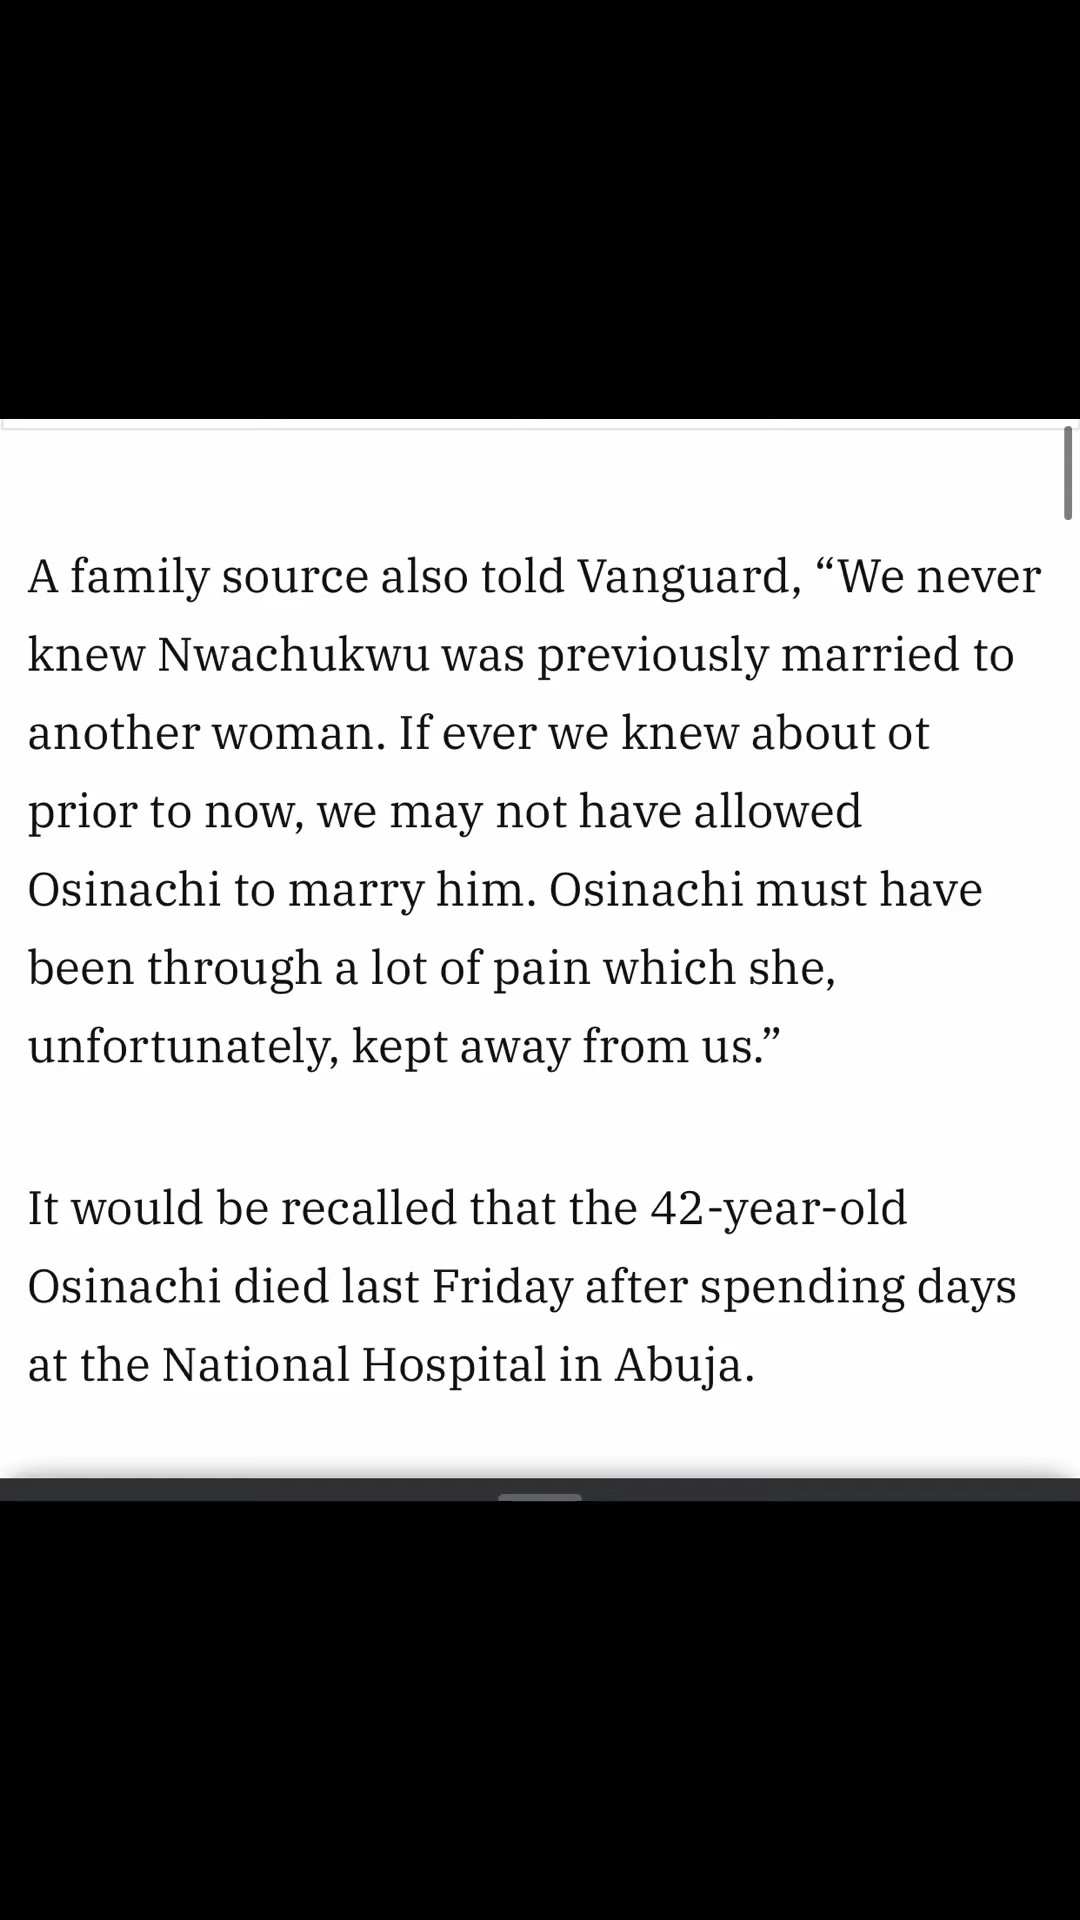 A family source also told Vanguard, “We never
knew Nwachukwu was previously married to
another woman. If ever we knew about ot
prior to now, we may not have allowed
Osinachi to marry him. Osinachi must have
been through a lot of pain which she,
unfortunately, kept away from us.”
It would be recalled that the 42-year-old
Osinachi died last Friday after spending days
at the National Hospital in Abuja.